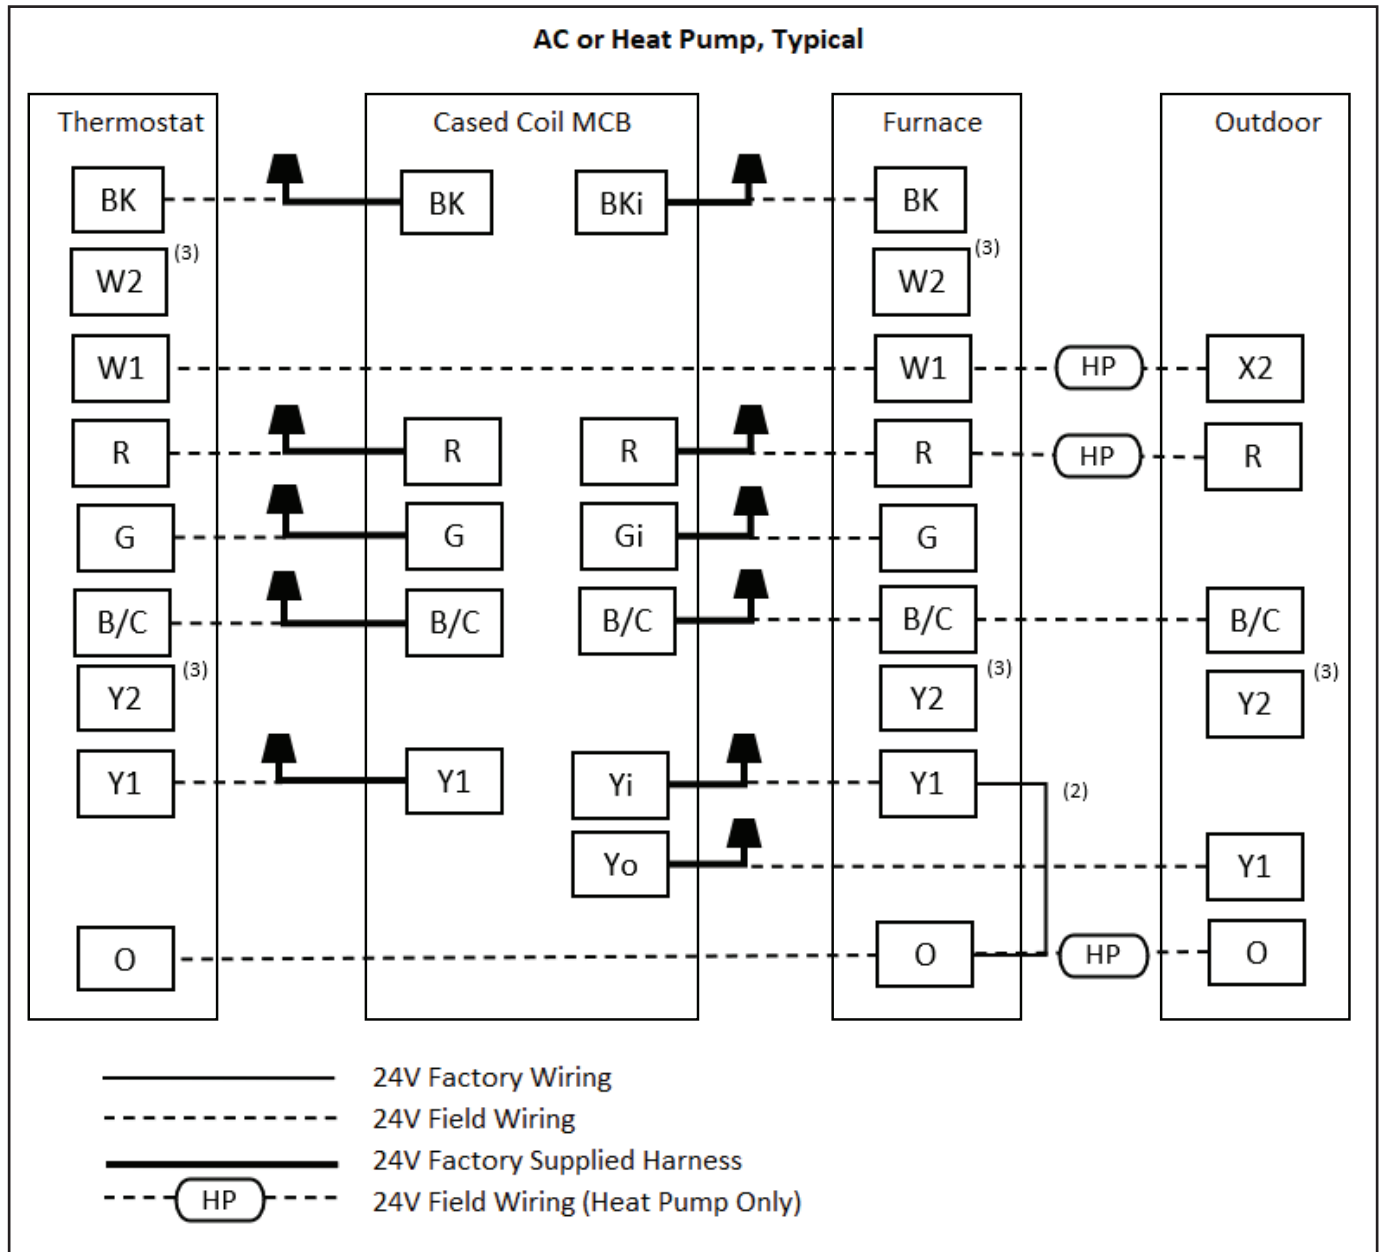 AC or Heat Pump, Typical
Thermostat Cased Coil MCB Furnace Outdoor
BK BK BKi BK
W2 (3) W2 (3)
W1 W1 HP X2
R R R R HP R
G G Gi G
B/C B/C B/C B/C B/C
Y2 (3) Y2 (3) Y2 (3)
Y1 Y1 Yi Y1 (2)
Yo Y1
O O HP O
24V Factory Wiring
24V Field Wiring
24V Factory Supplied Harness
HP 24V Field Wiring (Heat Pump Only)